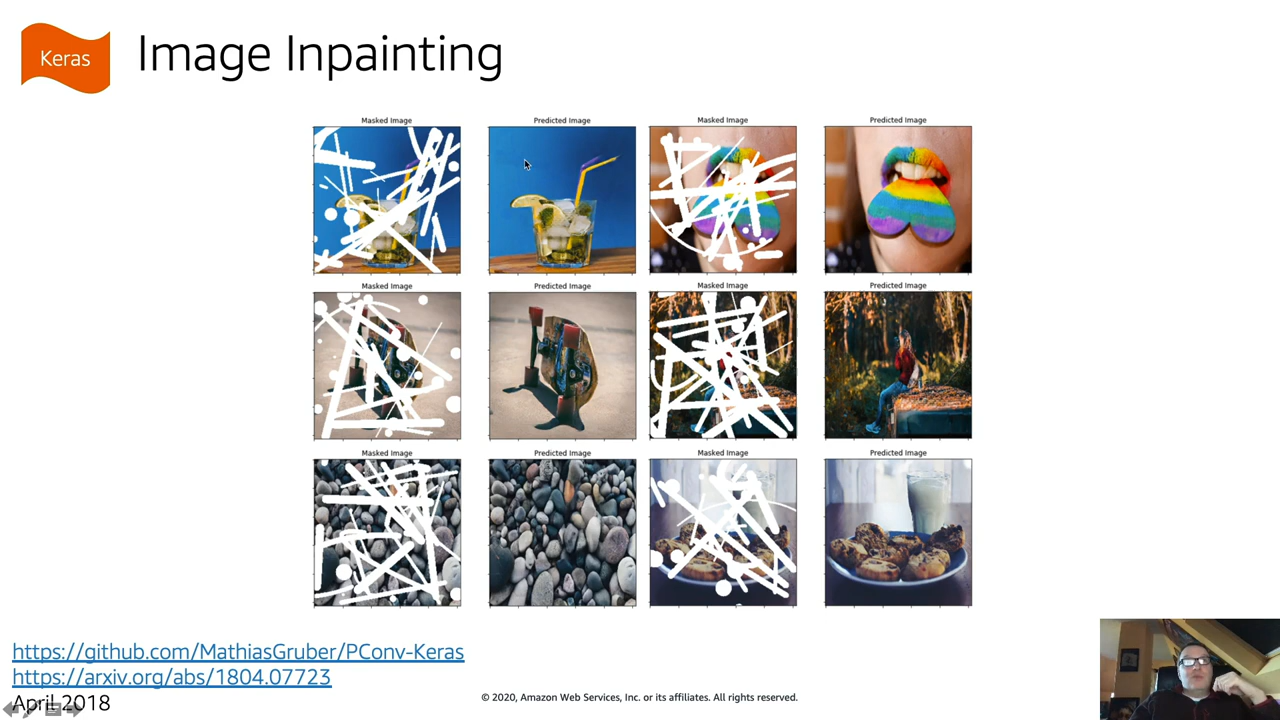 Keras
Image Inpainting
Masked Image
Predicted Image
Masked Image
Predicted Image
Masked Image
Predicted Image
Masked Image
Predicted Image
Masked Image
Predicted Image
Masked Image
Predicted Image
https://github.com/MathiasGruber/PConv-Keras
https://arxiv.org/abs/1804.07723
April 2018
© 2020, Amazon Web Services, Inc. or its affiliates. All rights reserved.